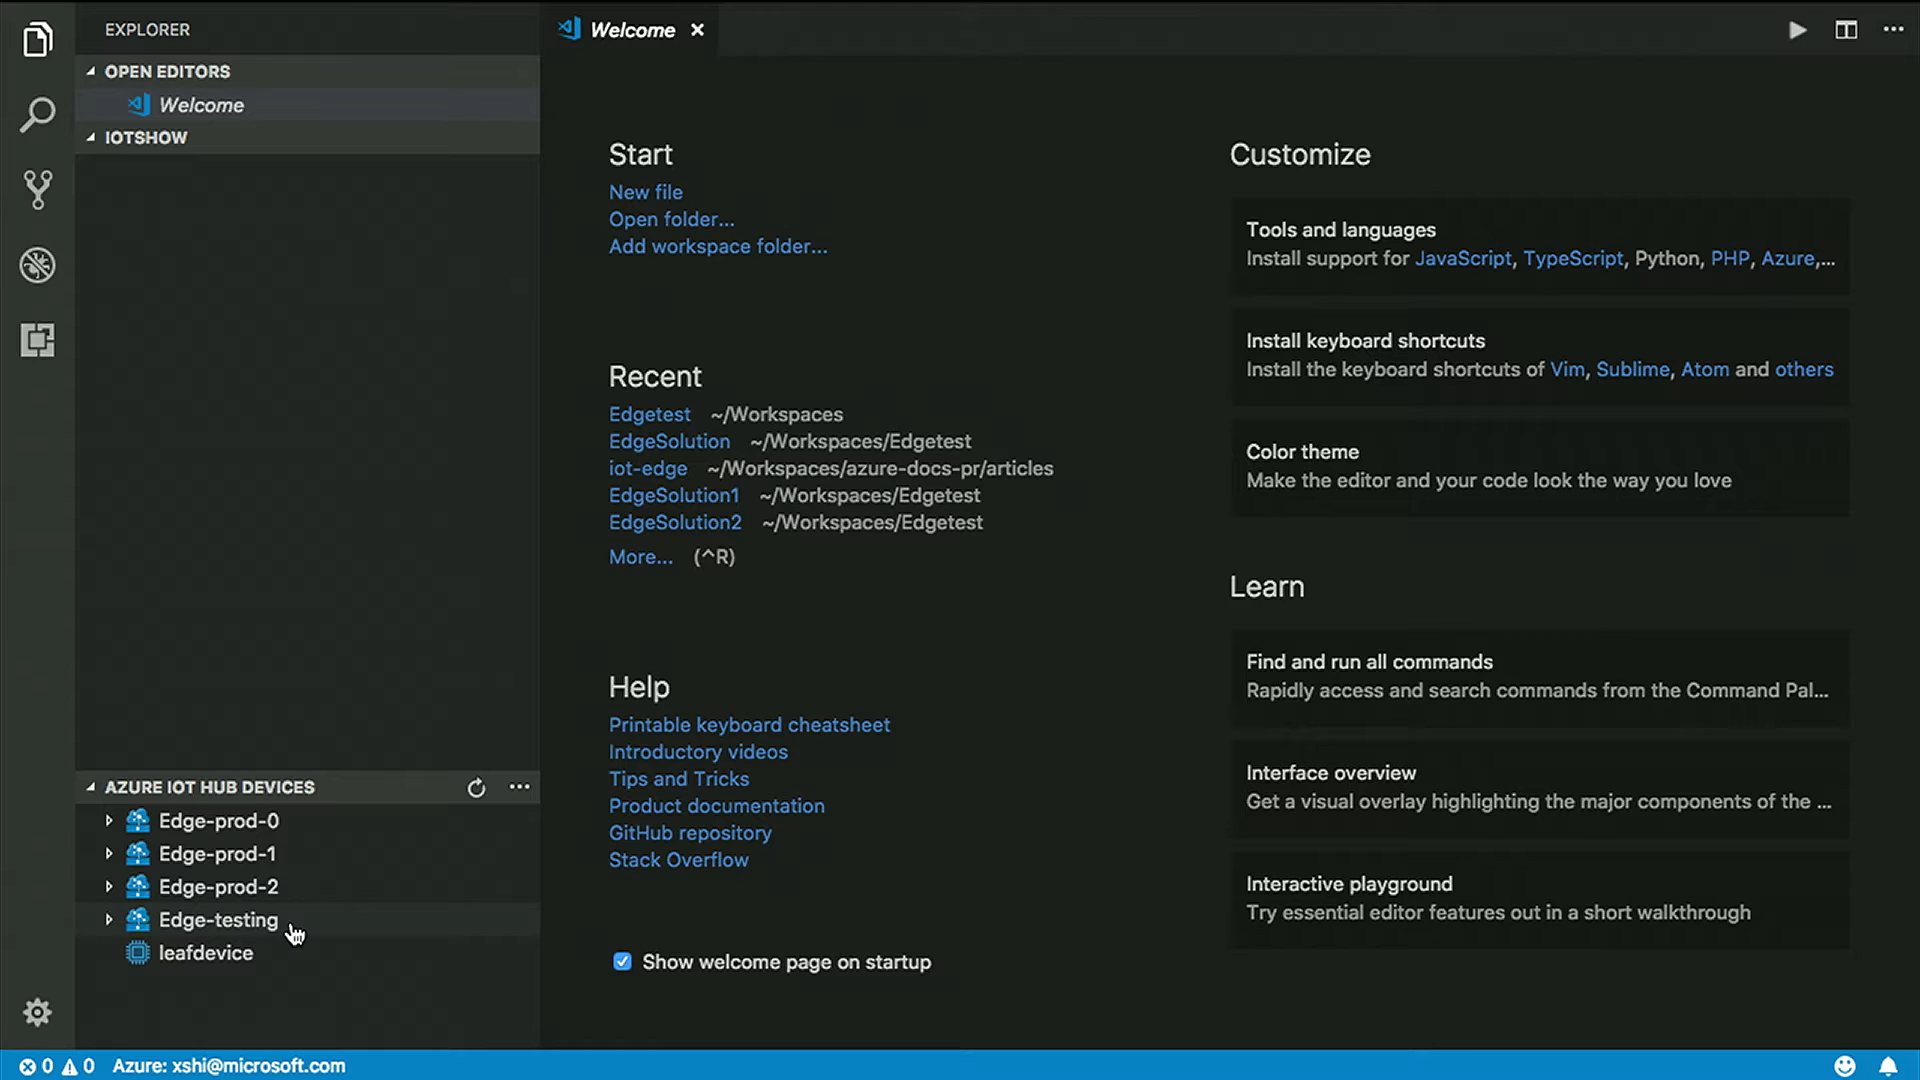 EXPLORER
OPEN EDITORS
Welcome
IOTSHOW
AZURE IOT HUB DEVICES
Edge-prod-0
Edge-prod-1
Edge-prod-2
Edge-testing
leafdevice
Welcome
Start
New file
Open folder...
Add workspace folder...
Recent
Edgetest ~/Workspaces
EdgeSolution ~/Workspaces/Edgetest
iot-edge ~/Workspaces/azure-docs-pr/articles
EdgeSolution1 ~/Workspaces/Edgetest
EdgeSolution2 ~/Workspaces/Edgetest
More... (^R)
Help
Printable keyboard cheatsheet
Introductory videos
Tips and Tricks
Product documentation
GitHub repository
Stack Overflow
Show welcome page on startup
Customize
Tools and languages
Install support for JavaScript, TypeScript, Python, PHP, Azure,...
Install keyboard shortcuts
Install the keyboard shortcuts of Vim, Sublime, Atom and others
Color theme
Make the editor and your code look the way you love
Learn
Find and run all commands
Rapidly access and search commands from the Command Pal...
Interface overview
Get a visual overlay highlighting the major components of the ...
Interactive playground
Try essential editor features out in a short walkthrough
0 0 Azure: xshi@microsoft.com